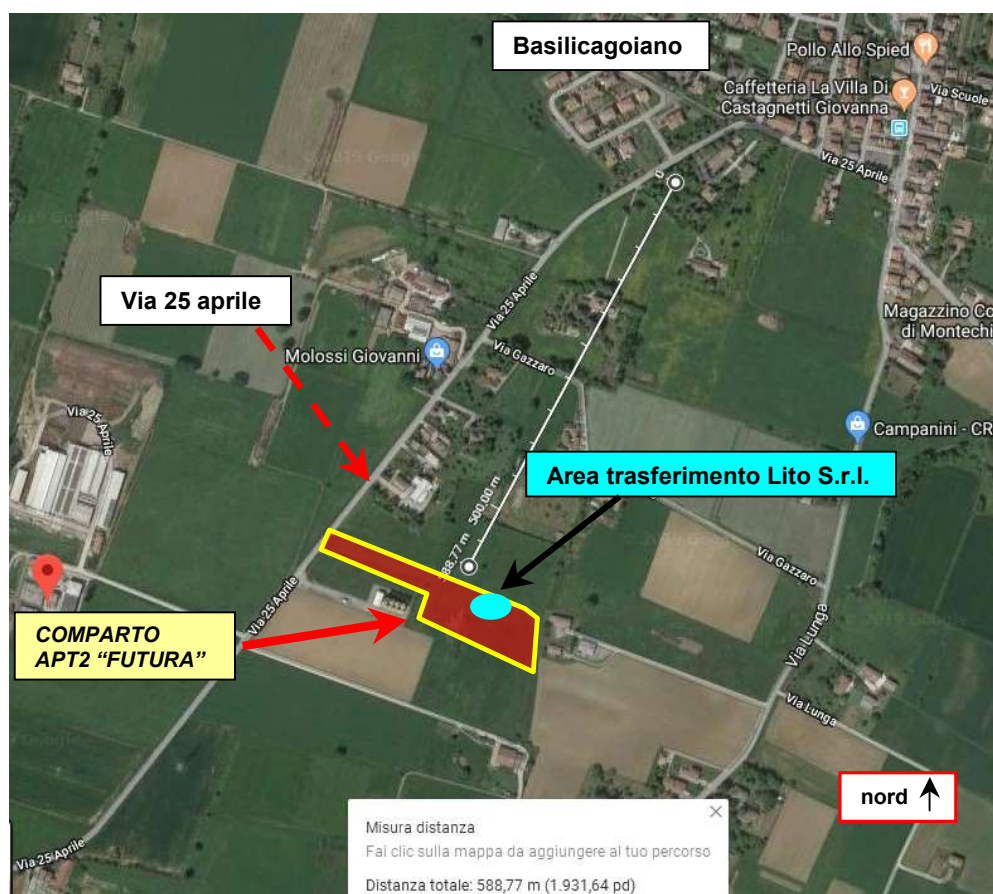 Basilicagoiano
Pollo Allo Spied
Caffetteria La Villa Di
Castagnetti Giovanna
Via Scuole
Via 25 Aprile
0
Via 25 aprile
Via 25 Aprile
Magazzino Co
di Montechi
Molossi Giovanni
Via Gazzaro
Via 25 Aprile
Campanini - CR
Area trasferimento Lito S.r.l.
500,00 m
588,77 m
Via Gazzaro
Via 25 Aprile
COMPARTO
APT2 “FUTURA”
Via Lunga
Via Lunga
nord
Via 25 Aprile
Misura distanza
Fai clic sulla mappa da aggiungere al tuo percorso
Distanza totale: 588,77 m (1.931,64 pd)